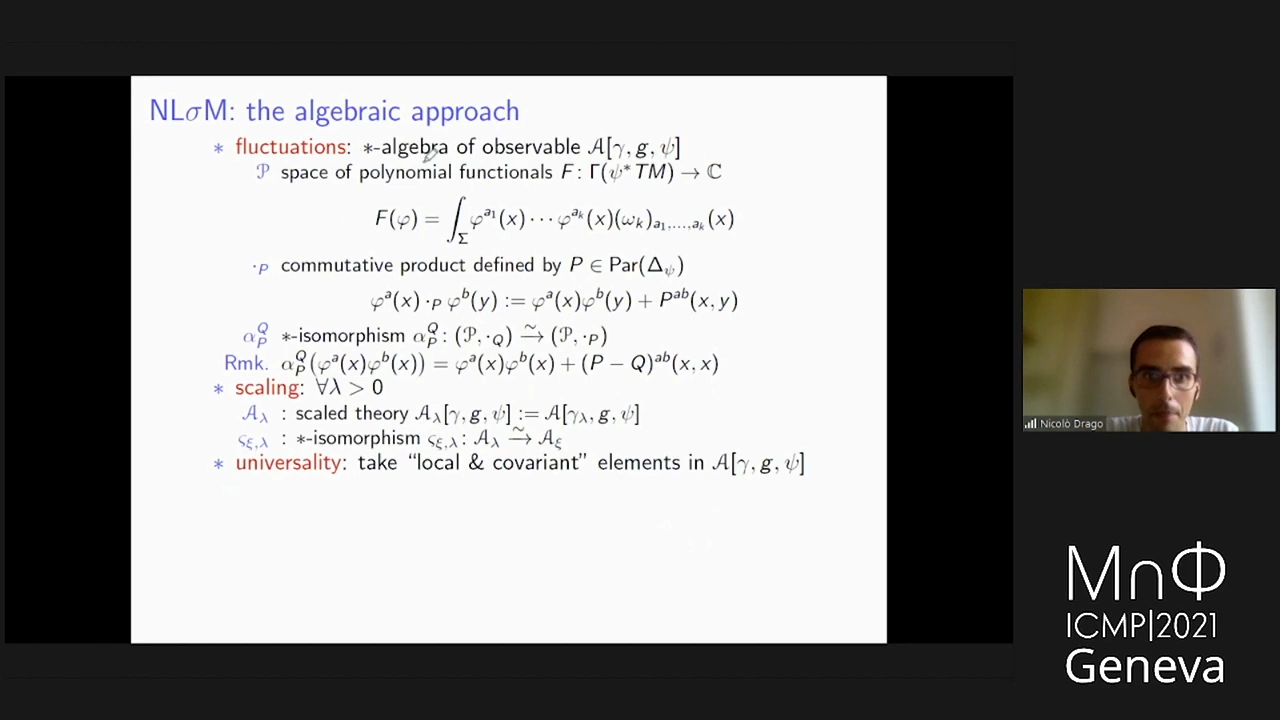 NLσM: the algebraic approach
* fluctuations: *-algebra of observable 𝒜[γ, g, ψ]
𝒫 space of polynomial functionals F : Γ(ψ*TM) → ℂ
F(φ) = ∫_Σ φ^{a₁}(x) ··· φ^{a_k}(x)(ω_k)_{a₁,...,a_k}(x)
·_P commutative product defined by P ∈ Par(Δ_ψ)
φ^a(x) ·_P φ^b(y) := φ^a(x)φ^b(y) + P^{ab}(x, y)
α_P^Q *-isomorphism α_P^Q : (𝒫, ·_Q) →~ (𝒫, ·_P)
Rmk. α_P^Q(φ^a(x)φ^b(x)) = φ^a(x)φ^b(x) + (P − Q)^{ab}(x, x)
* scaling: ∀λ > 0
𝒜_λ : scaled theory 𝒜_λ[γ, g, ψ] := 𝒜[γ_λ, g, ψ]
ς_{ξ,λ} : *-isomorphism ς_{ξ,λ} : 𝒜_λ →~ 𝒜_ξ
* universality: take “local & covariant” elements in 𝒜[γ, g, ψ]
Nicolò Drago
M∩Φ
ICMP|2021
Geneva